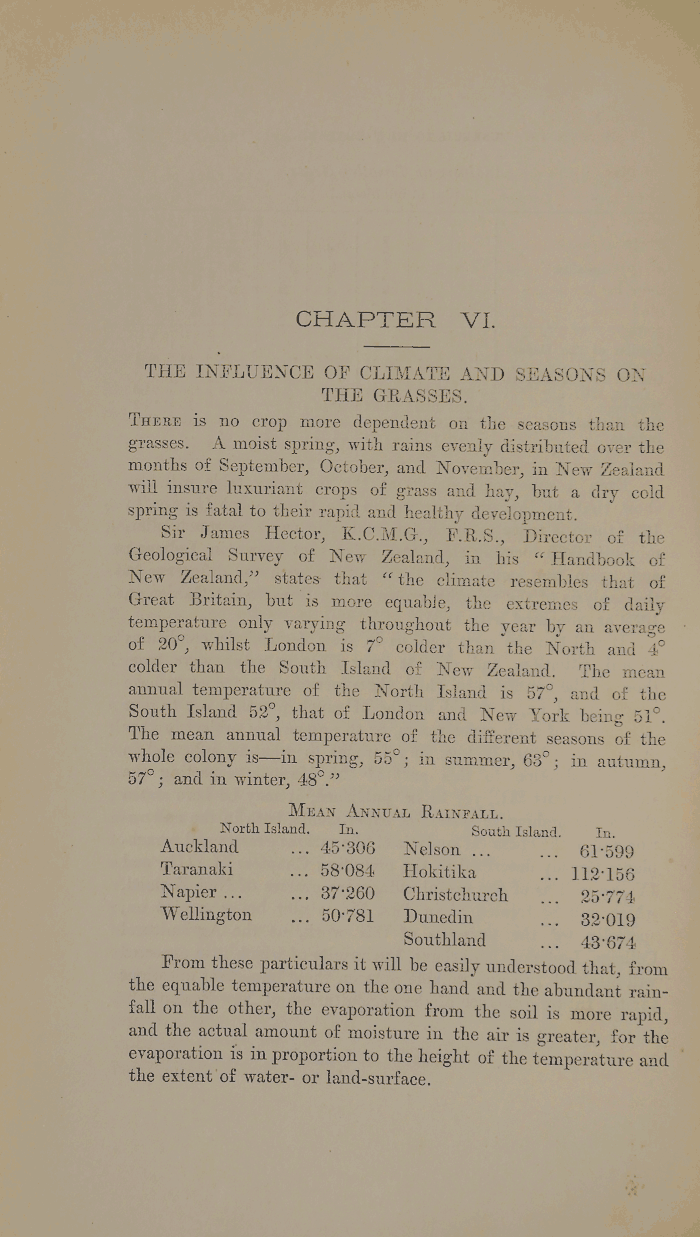 CHAPTER VI.
THE INFLUENCE OF CLIMATE AND SEASONS ON
THE GRASSES.
THERE is no crop more dependent on the seasons than the
grasses. A moist spring, with rains evenly distributed over the
months of September, October, and November, in New Zealand
will insure luxuriant crops of grass and hay, but a dry cold
spring is fatal to their rapid and healthy development.
Sir James Hector, K.C.M.G., F.R.S., Director of the
Geological Survey of New Zealand, in his “Handbook of
New Zealand,” states that “the climate resembles that of
Great Britain, but is more equable, the extremes of daily
temperature only varying throughout the year by an average
of 20°, whilst London is 7° colder than the North and 4°
colder than the South Island of New Zealand. The mean
annual temperature of the North Island is 57°, and of the
South Island 52°, that of London and New York being 51°.
The mean annual temperature of the different seasons of the
whole colony is—in spring, 55°; in summer, 63°; in autumn,
57°; and in winter, 48°.”
MEAN ANNUAL RAINFALL.
North Island. In. South Island. In.
Auckland ... 45·306 Nelson ... ... 61·599
Taranaki ... 58·084 Hokitika ... 112·156
Napier ... ... 37·260 Christchurch ... 25·774
Wellington ... 50·781 Dunedin ... 32·019
Southland ... 43·674
From these particulars it will be easily understood that, from
the equable temperature on the one hand and the abundant rain-
fall on the other, the evaporation from the soil is more rapid,
and the actual amount of moisture in the air is greater, for the
evaporation is in proportion to the height of the temperature and
the extent of water- or land-surface.